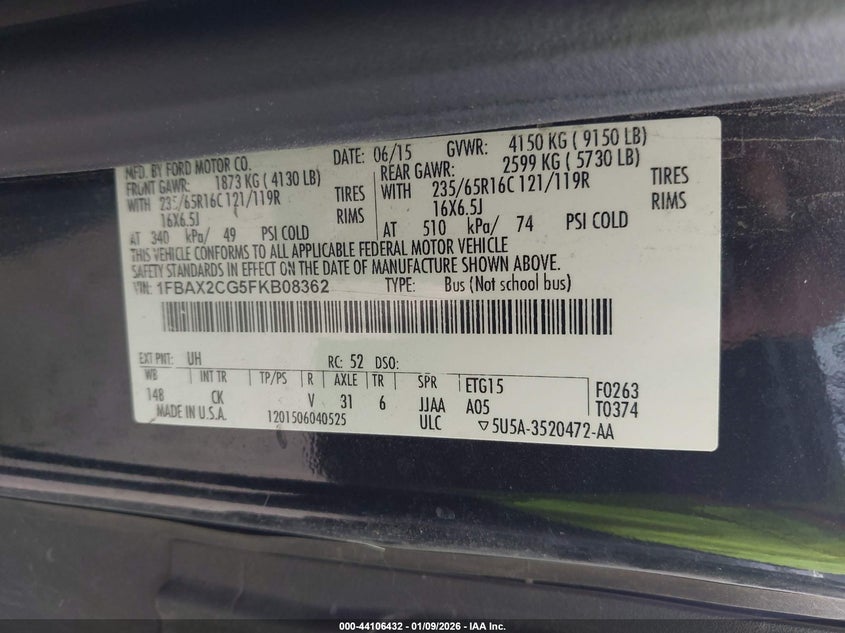 MFD. BY FORD MOTOR CO. DATE: 06/15 GVWR: 4150 KG ( 9150 LB)
FRONT GAWR: 1873 KG ( 4130 LB) REAR GAWR: 2599 KG ( 5730 LB)
WITH 235/65R16C 121/119R TIRES WITH 235/65R16C 121/119R TIRES
16X6.5J RIMS 16X6.5J RIMS
AT 340 kPa/ 49 PSI COLD AT 510 kPa/ 74 PSI COLD
THIS VEHICLE CONFORMS TO ALL APPLICABLE FEDERAL MOTOR VEHICLE
SAFETY STANDARDS IN EFFECT ON THE DATE OF MANUFACTURE SHOWN ABOVE.
VIN: 1FBAX2CG5FKB08362 TYPE: Bus (Not school bus)
EXT PNT: UH RC: 52 DSO:
WB INT TR TP/PS R AXLE TR SPR ETG15 F0263
148 CK V 31 6 JJAA A05 T0374
MADE IN U.S.A. 1201506040525 ULC ▽5U5A-3520472-AA
000-44106432 - 01/09/2026 - IAA Inc.